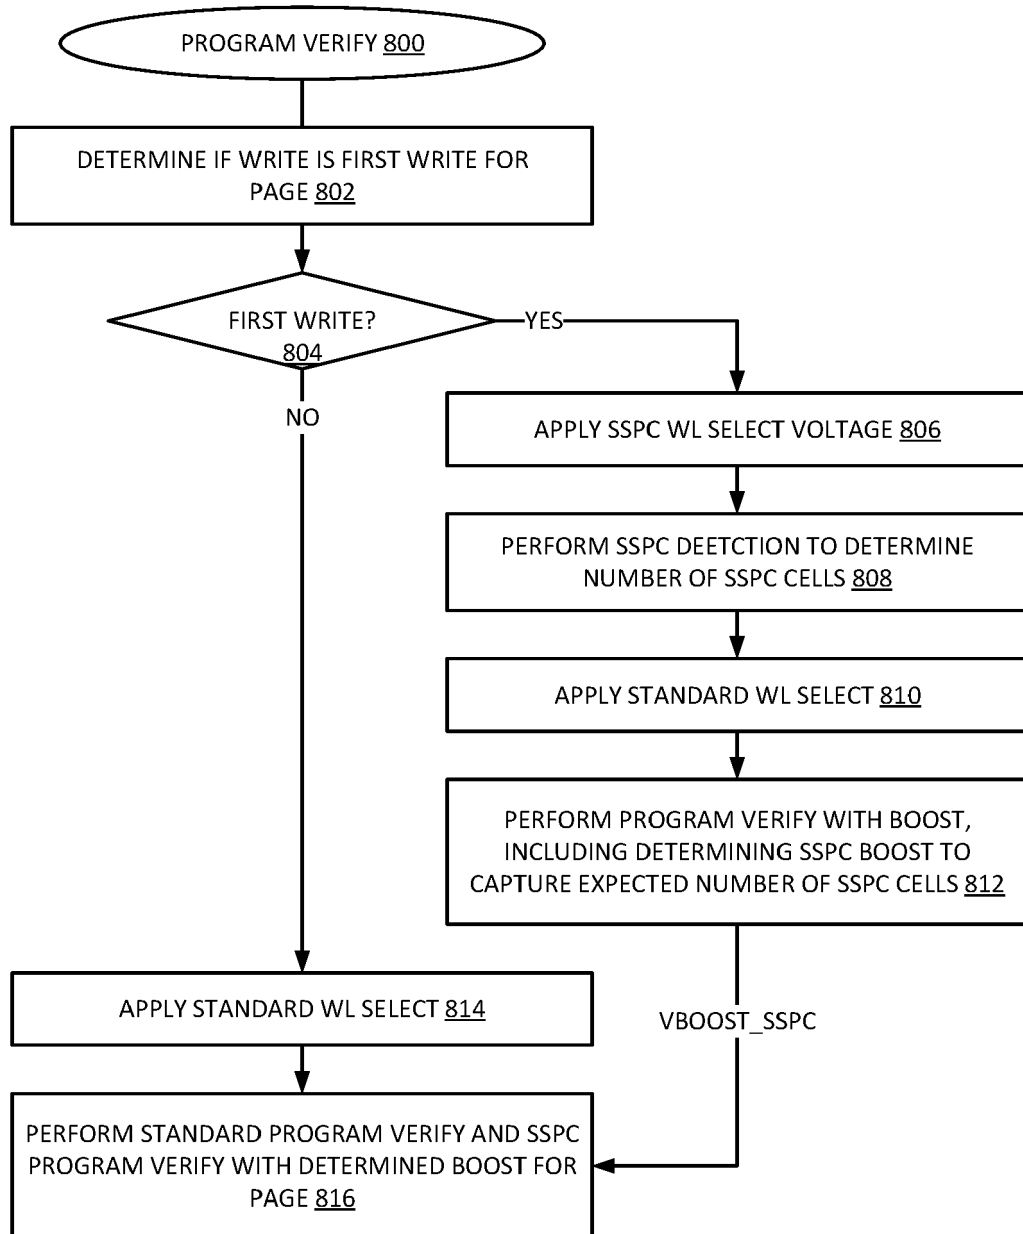 PROGRAM VERIFY 800
DETERMINE IF WRITE IS FIRST WRITE FOR
PAGE 802
FIRST WRITE?
804
YES
NO
APPLY SSPC WL SELECT VOLTAGE 806
PERFORM SSPC DEETCTION TO DETERMINE
NUMBER OF SSPC CELLS 808
APPLY STANDARD WL SELECT 810
PERFORM PROGRAM VERIFY WITH BOOST,
INCLUDING DETERMINING SSPC BOOST TO
CAPTURE EXPECTED NUMBER OF SSPC CELLS 812
APPLY STANDARD WL SELECT 814
VBOOST_SSPC
PERFORM STANDARD PROGRAM VERIFY AND SSPC
PROGRAM VERIFY WITH DETERMINED BOOST FOR
PAGE 816